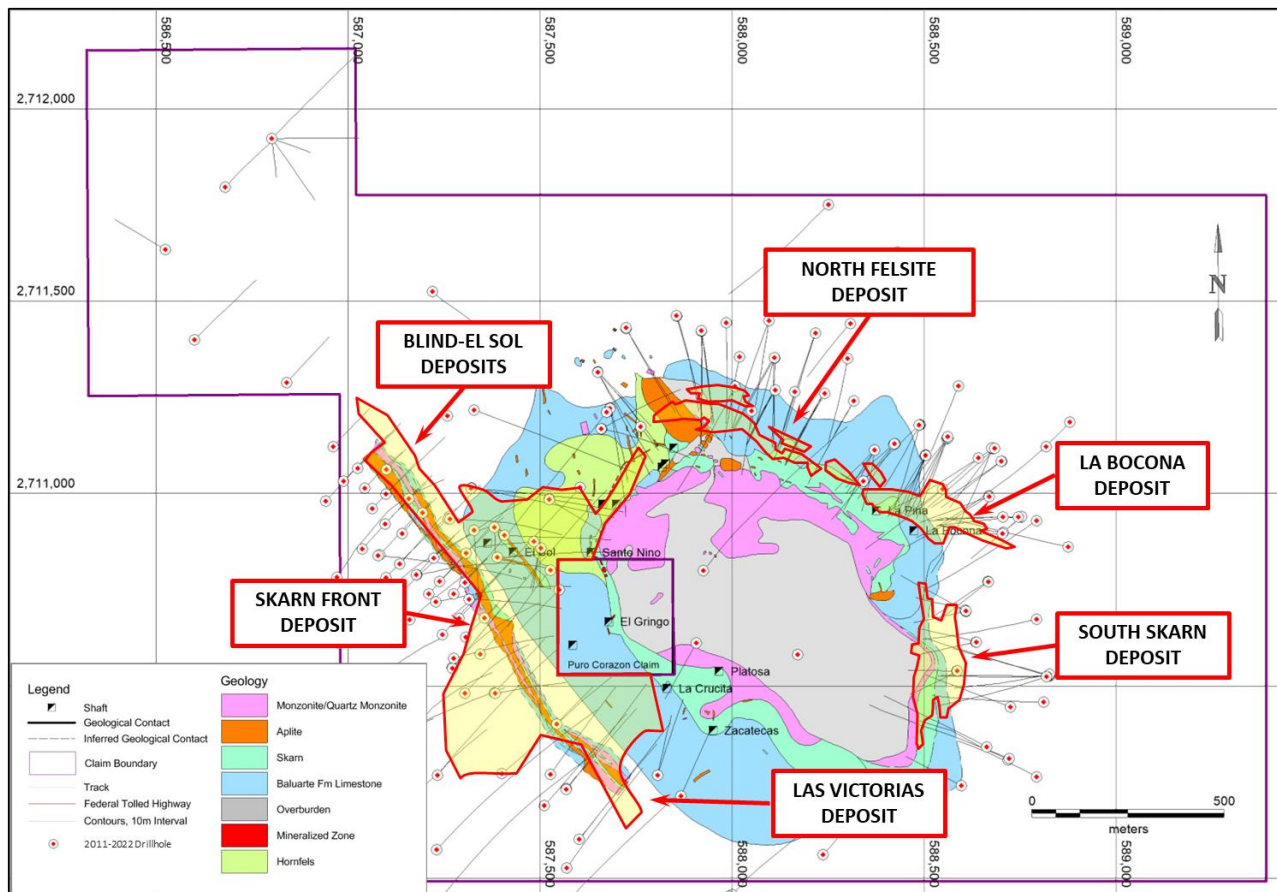 586,500
587,000
587,500
588,000
588,500
589,000
2,712,000
2,711,500
2,711,000
N
NORTH FELSITE
DEPOSIT
BLIND-EL SOL
DEPOSITS
LA BOCONA
DEPOSIT
La Pina
La Bocona
El Sol
Santo Nino
SKARN FRONT
DEPOSIT
El Gringo
Puro Corazon Claim
SOUTH SKARN
DEPOSIT
Platosa
La Crucita
Zacatecas
LAS VICTORIAS
DEPOSIT
0 500
meters
Legend
Shaft
Geological Contact
Inferred Geological Contact
Claim Boundary
Track
Federal Tolled Highway
Contours, 10m Interval
2011-2022 Drillhole
Geology
Monzonite/Quartz Monzonite
Aplite
Skarn
Baluarte Fm Limestone
Overburden
Mineralized Zone
Hornfels
587,500
588,000
588,500
589,000